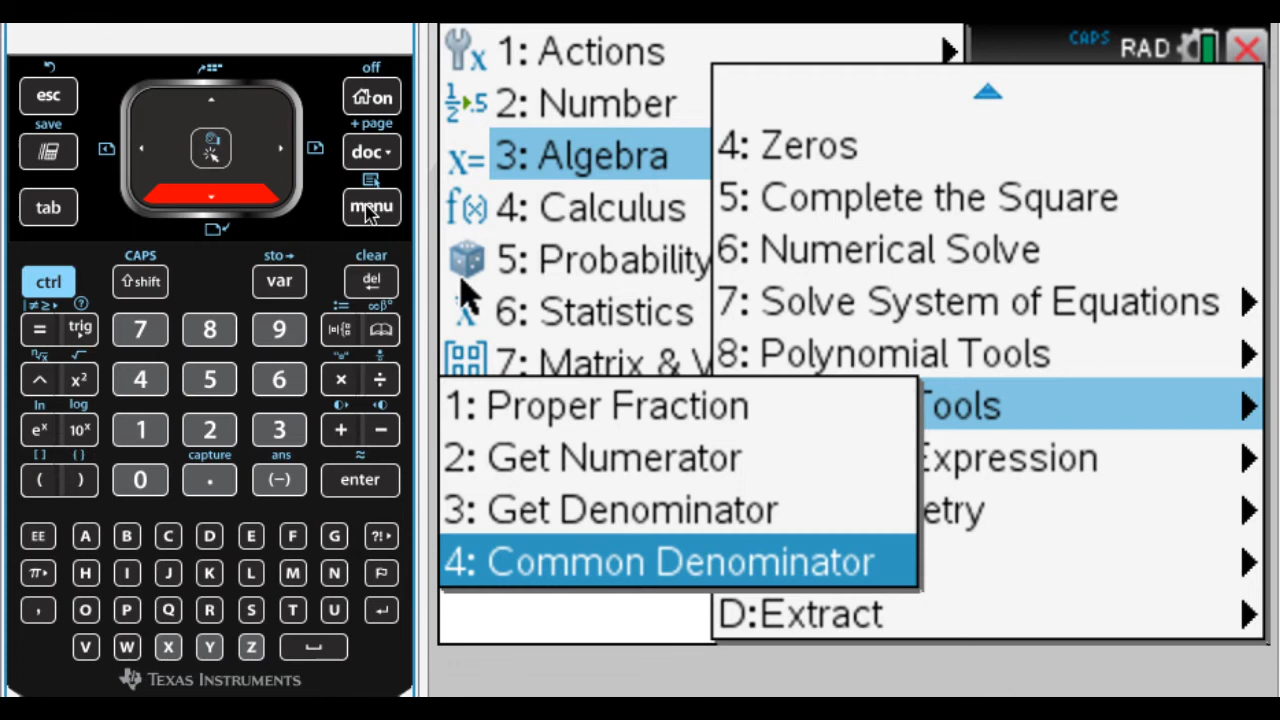 off
esc
on
save
+ page
doc
tab
menu
CAPS
sto→
clear
ctrl
shift
var
del
|≠≥▸
:=
∞β°
=
trig
7
8
9
|▫|{
ⁿ√x
√
"▫"
÷
^
x²
4
5
6
×
÷
ln
log
eˣ
10ˣ
1
2
3
+
−
[ ]
{ }
capture
ans
≈
(
)
0
.
(−)
enter
EE
A
B
C
D
E
F
G
?!▸
π▸
H
I
J
K
L
M
N
,
O
P
Q
R
S
T
U
V
W
X
Y
Z
TEXAS INSTRUMENTS
CAPS
RAD
1: Actions
2: Number
3: Algebra
4: Calculus
5: Probability
6: Statistics
7: Matrix & V
4: Zeros
5: Complete the Square
6: Numerical Solve
7: Solve System of Equations
8: Polynomial Tools
Tools
Expression
etry
D:Extract
1: Proper Fraction
2: Get Numerator
3: Get Denominator
4: Common Denominator